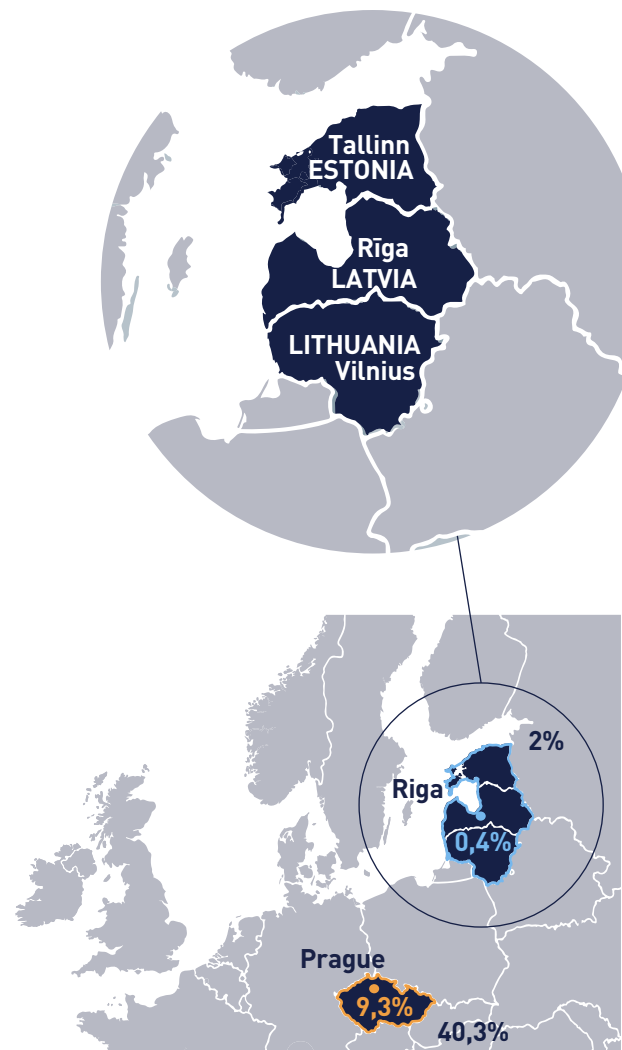 Tallinn
ESTONIA
Rīga
LATVIA
LITHUANIA
Vilnius
2%
Riga
0,4%
Prague
9,3%
40,3%